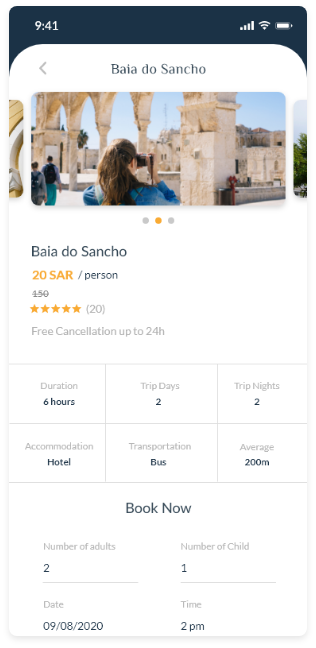 9:41
Baia do Sancho
Baia do Sancho
20 SAR / person
150
(20)
Free Cancellation up to 24h
Duration Trip Days Trip Nights
6 hours 2 2
Accommodation Transportation Average
Hotel Bus 200m
Book Now
Number of adults Number of Child
2 1
Date Time
09/08/2020 2 pm